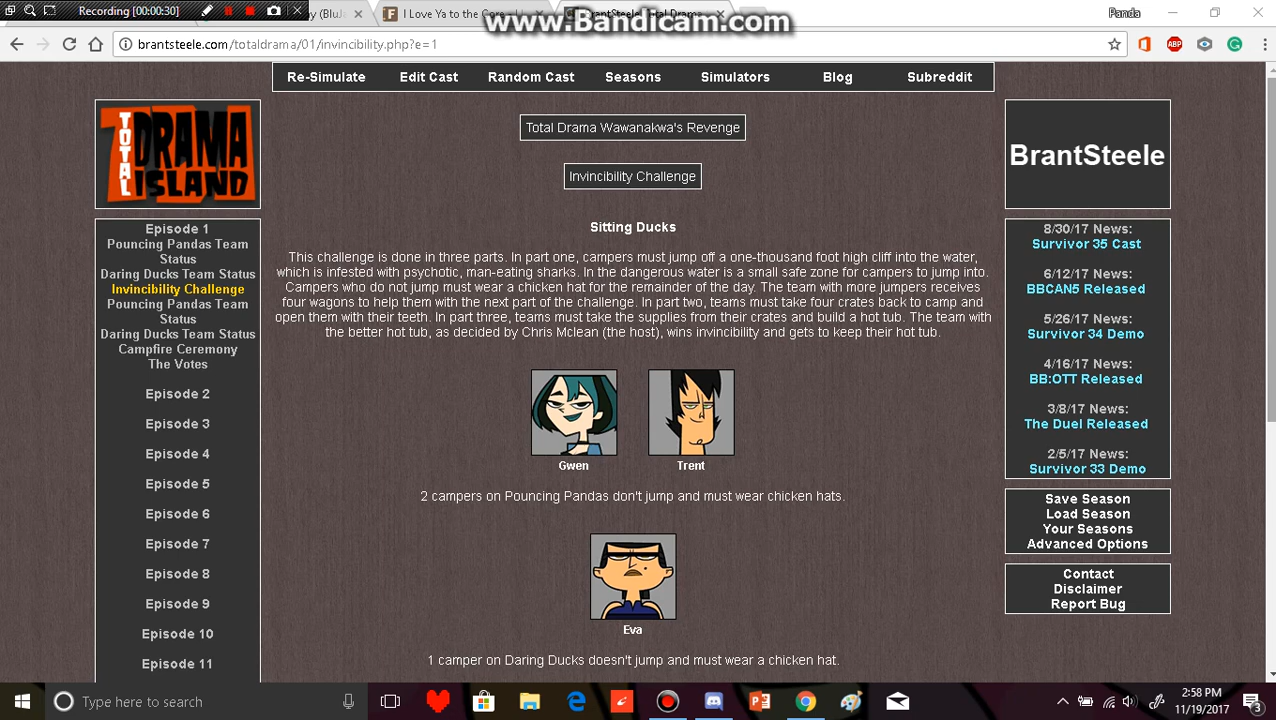 Recording [00:00:30]
www.Bandicam.com
I Love Ya to the Core
BrantSteele Total Drama
Panda
brantsteele.com/totaldrama/01/invincibility.php?e=1
Re-Simulate Edit Cast Random Cast Seasons Simulators Blog Subreddit
TOTAL DRAMA ISLAND
Episode 1
Pouncing Pandas Team
Status
Daring Ducks Team Status
Invincibility Challenge
Pouncing Pandas Team
Status
Daring Ducks Team Status
Campfire Ceremony
The Votes
Episode 2
Episode 3
Episode 4
Episode 5
Episode 6
Episode 7
Episode 8
Episode 9
Episode 10
Episode 11
Total Drama Wawanakwa's Revenge
Invincibility Challenge
Sitting Ducks
This challenge is done in three parts. In part one, campers must jump off a one-thousand foot high cliff into the water,
which is infested with psychotic, man-eating sharks. In the dangerous water is a small safe zone for campers to jump into.
Campers who do not jump must wear a chicken hat for the remainder of the day. The team with more jumpers receives
four wagons to help them with the next part of the challenge. In part two, teams must take four crates back to camp and
open them with their teeth. In part three, teams must take the supplies from their crates and build a hot tub. The team with
the better hot tub, as decided by Chris Mclean (the host), wins invincibility and gets to keep their hot tub.
Gwen Trent
2 campers on Pouncing Pandas don't jump and must wear chicken hats.
Eva
1 camper on Daring Ducks doesn't jump and must wear a chicken hat.
BrantSteele
8/30/17 News:
Survivor 35 Cast
6/12/17 News:
BBCAN5 Released
5/26/17 News:
Survivor 34 Demo
4/16/17 News:
BB:OTT Released
3/8/17 News:
The Duel Released
2/5/17 News:
Survivor 33 Demo
Save Season
Load Season
Your Seasons
Advanced Options
Contact
Disclaimer
Report Bug
Type here to search
2:58 PM
11/19/2017
3